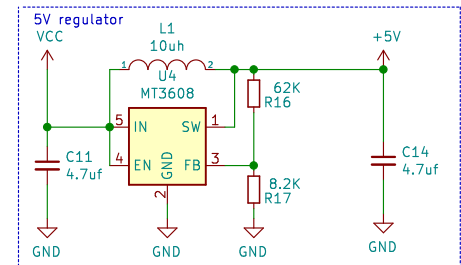 5V regulator
VCC
L1
10uh
+5V
1
2
U4
MT3608
62K
R16
5
IN
SW
1
C11
4.7uf
4
EN
GND
FB
3
C14
4.7uf
2
8.2K
R17
GND
GND
GND
GND